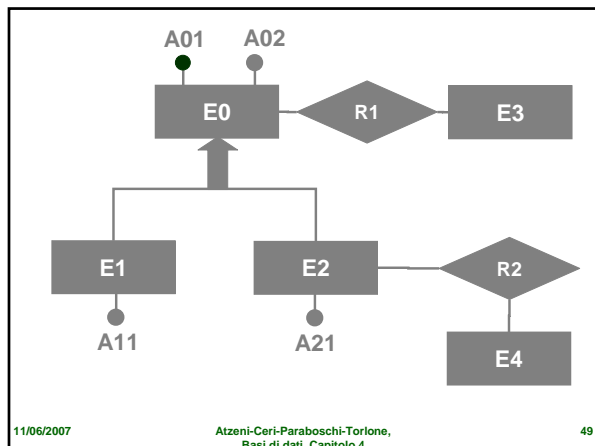 A01 A02
E0 R1 E3
E1 E2 R2
A11 A21
E4
11/06/2007 Atzeni-Ceri-Paraboschi-Torlone, 49
Basi di dati, Capitolo 4